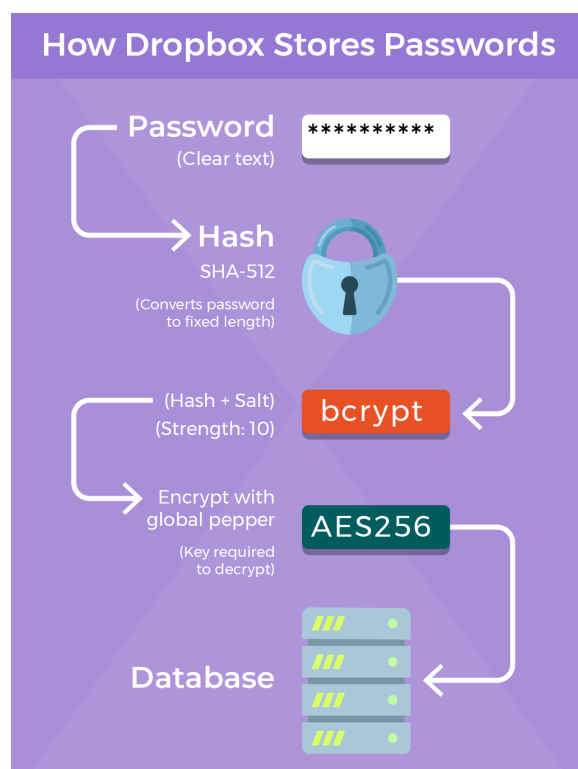 How Dropbox Stores Passwords
Password
**********
(Clear text)
Hash
SHA-512
(Converts password
to fixed length)
(Hash + Salt)
(Strength: 10)
bcrypt
Encrypt with
global pepper
(Key required
to decrypt)
AES256
Database